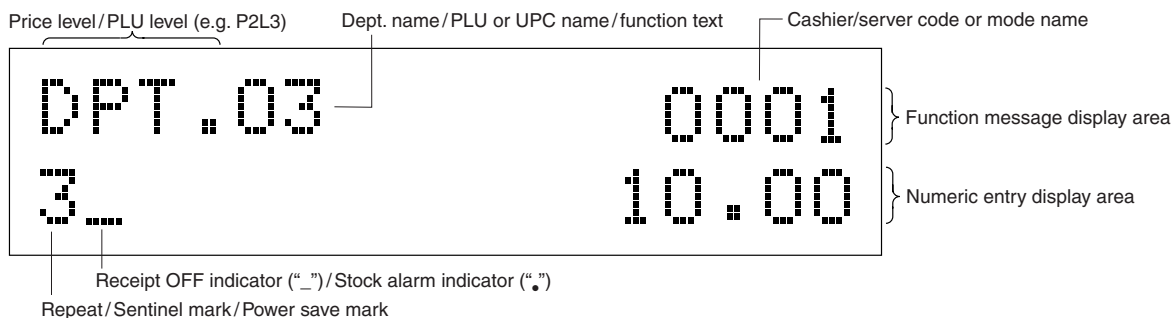 Price level/PLU level (e.g. P2L3)
Dept. name/PLU or UPC name/function text
Cashier/server code or mode name
DPT.03
0001
Function message display area
3_
10.00
Numeric entry display area
Receipt OFF indicator (“_”)/Stock alarm indicator (“.”)
Repeat/Sentinel mark/Power save mark